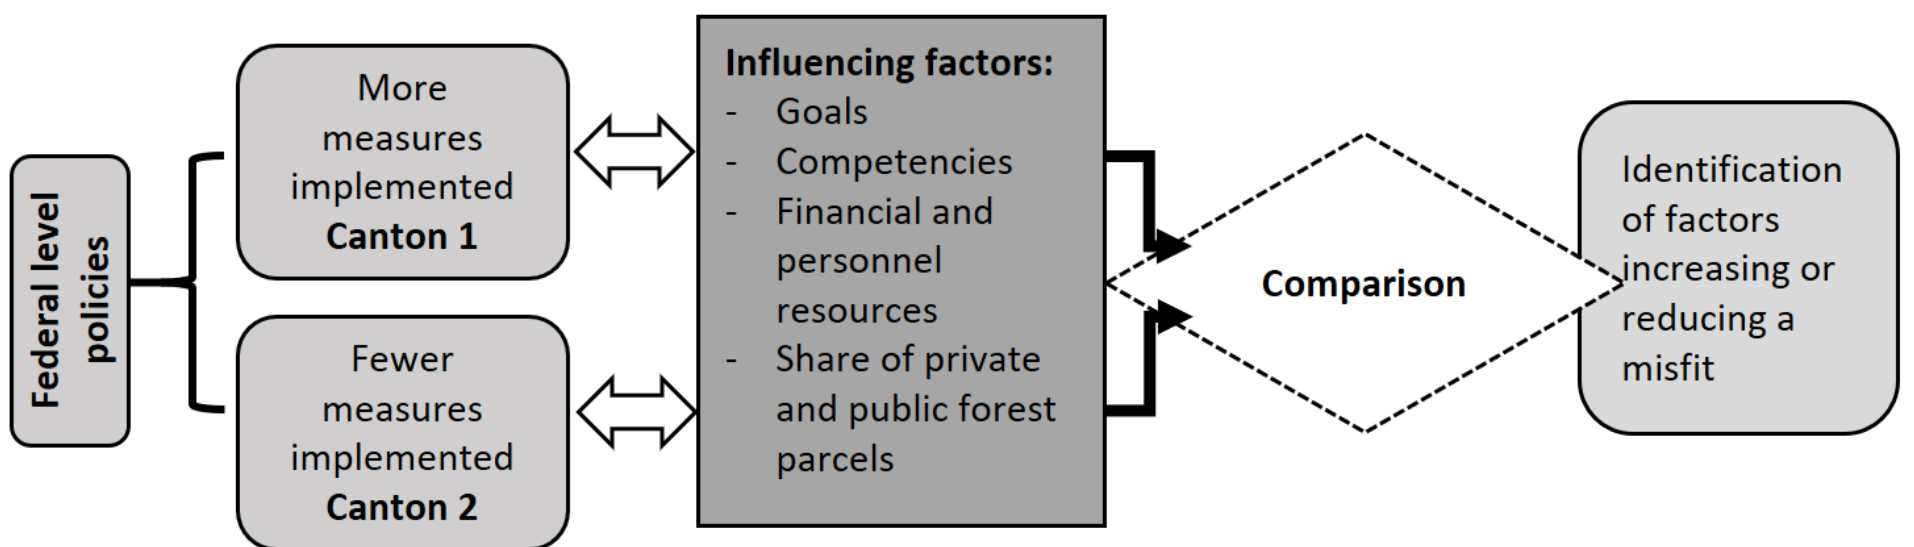 Federal level
policies
More
measures
implemented
Canton 1
Fewer
measures
implemented
Canton 2
Influencing factors:
- Goals
- Competencies
- Financial and
personnel
resources
- Share of private
and public forest
parcels
Comparison
Identification
of factors
increasing or
reducing a
misfit